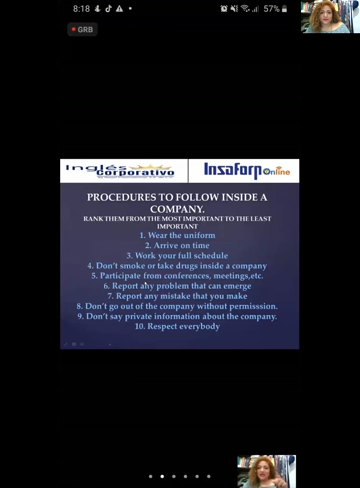 8:18
57%
GRB
Inglés
Corporativo
Insaforp Online
PROCEDURES TO FOLLOW INSIDE A
COMPANY.
RANK THEM FROM THE MOST IMPORTANT TO THE LEAST
IMPORTANT
1. Wear the uniform
2. Arrive on time
3. Work your full schedule
4. Don't smoke or take drugs inside a company
5. Participate from conferences, meetings,etc.
6. Report any problem that can emerge
7. Report any mistake that you make
8. Don't go out of the company without permisssion.
9. Don't say private information about the company.
10. Respect everybody